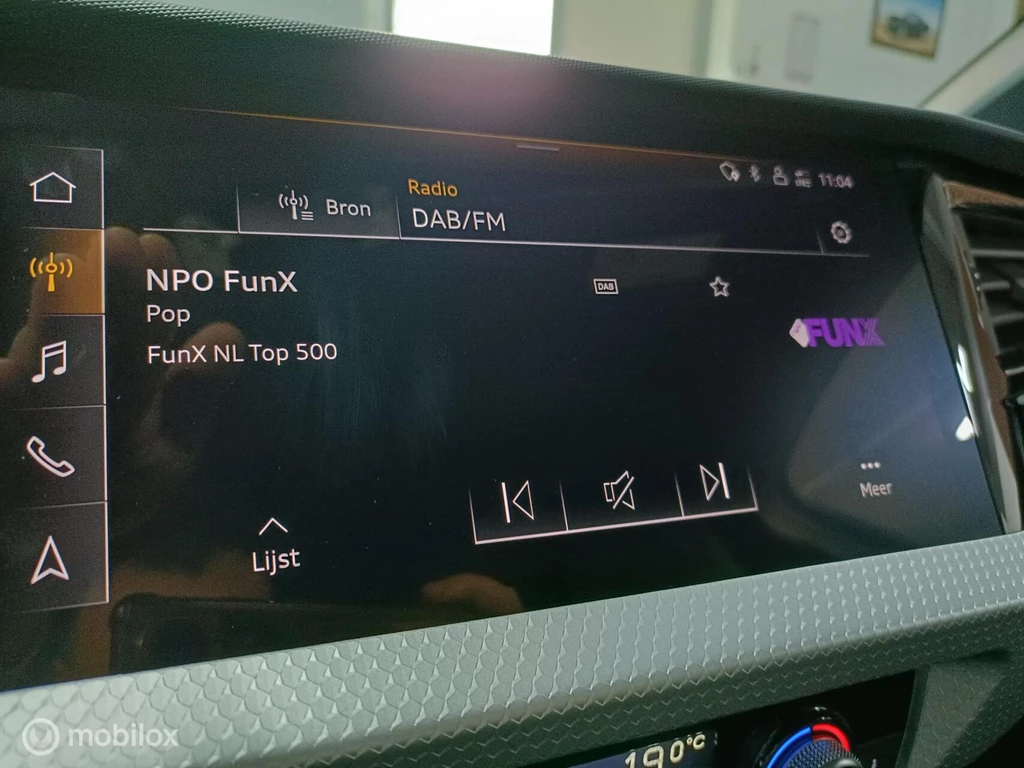 11:04
Radio
Bron
DAB/FM
NPO FunX
DAB
Pop
FUNX
FunX NL Top 500
Meer
Lijst
mobilox
19.0°C